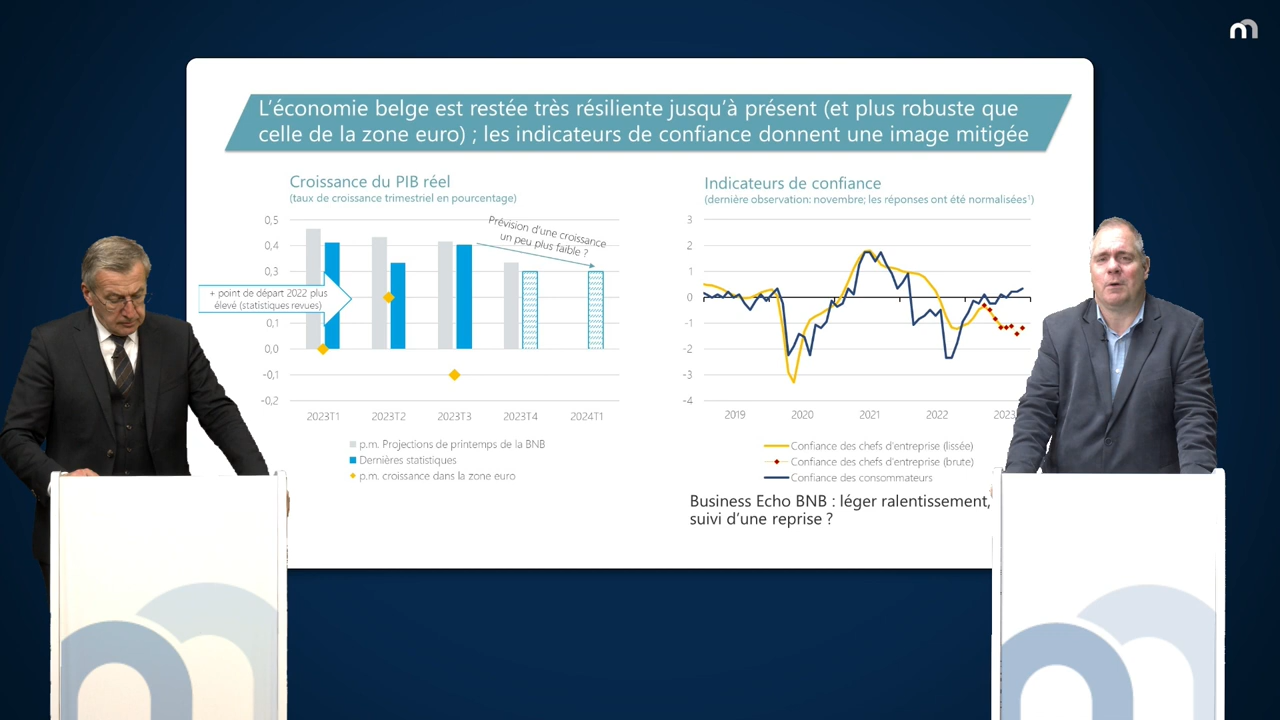 L'économie belge est restée très résiliente jusqu'à présent (et plus robuste que
celle de la zone euro) ; les indicateurs de confiance donnent une image mitigée
Croissance du PIB réel
(taux de croissance trimestriel en pourcentage)
0,5
0,4
0,3
0,1
0,0
-0,1
-0,2
Prévision d'une croissance
un peu plus faible ?
+ point de départ 2022 plus
élevé (statistiques revues)
2023T1 2023T2 2023T3 2023T4 2024T1
p.m. Projections de printemps de la BNB
Dernières statistiques
p.m. croissance dans la zone euro
Indicateurs de confiance
(dernière observation: novembre; les réponses ont été normalisées¹)
3
2
1
0
-1
-2
-3
-4
2019 2020 2021 2022 2023
Confiance des chefs d'entreprise (lissée)
Confiance des chefs d'entreprise (brute)
Confiance des consommateurs
Business Echo BNB : léger ralentissement,
suivi d'une reprise ?